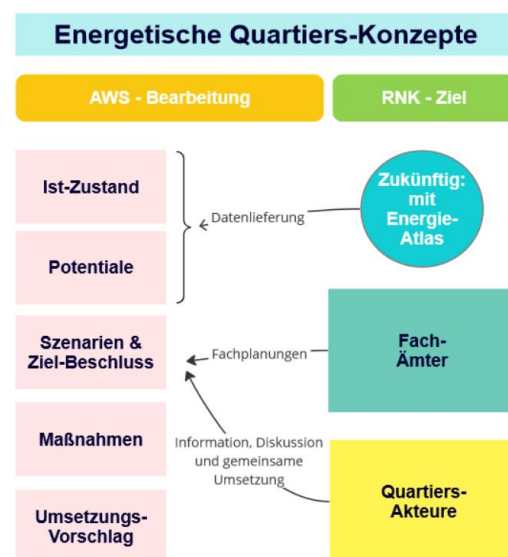 Energetische Quartiers-Konzepte
AWS - Bearbeitung
RNK - Ziel
Ist-Zustand
Potentiale
Szenarien &
Ziel-Beschluss
Maßnahmen
Umsetzungs-
Vorschlag
Datenlieferung
Fachplanungen
Information, Diskussion
und gemeinsame
Umsetzung
Zukünftig:
mit
Energie-
Atlas
Fach-
Ämter
Quartiers-
Akteure